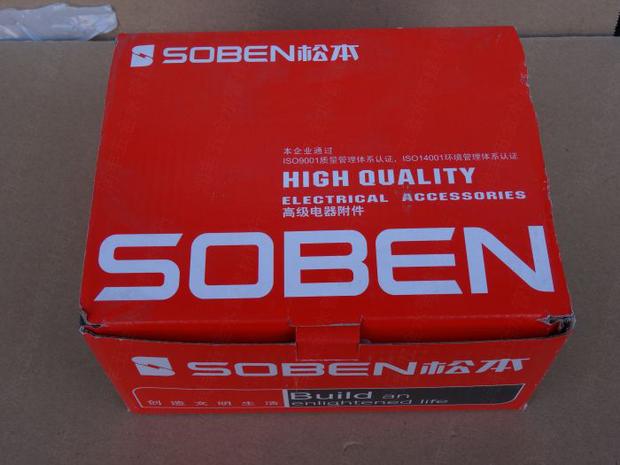 SOBEN松本
本企业通过
ISO9001质量管理体系认证, ISO14001环境管理体系认证
HIGH QUALITY
ELECTRICAL ACCESSORIES
高级电器附件
SOBEN
SOBEN松本
创造文明生活
Build an
enlightened life